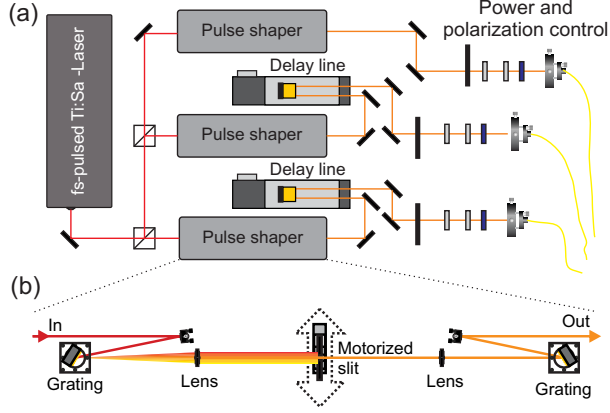 (a)
Power and
polarization control
fs-pulsed Ti:Sa -Laser
Pulse shaper
Delay line
Pulse shaper
Delay line
Pulse shaper
(b)
In
Out
Motorized
slit
Grating
Lens
Lens
Grating